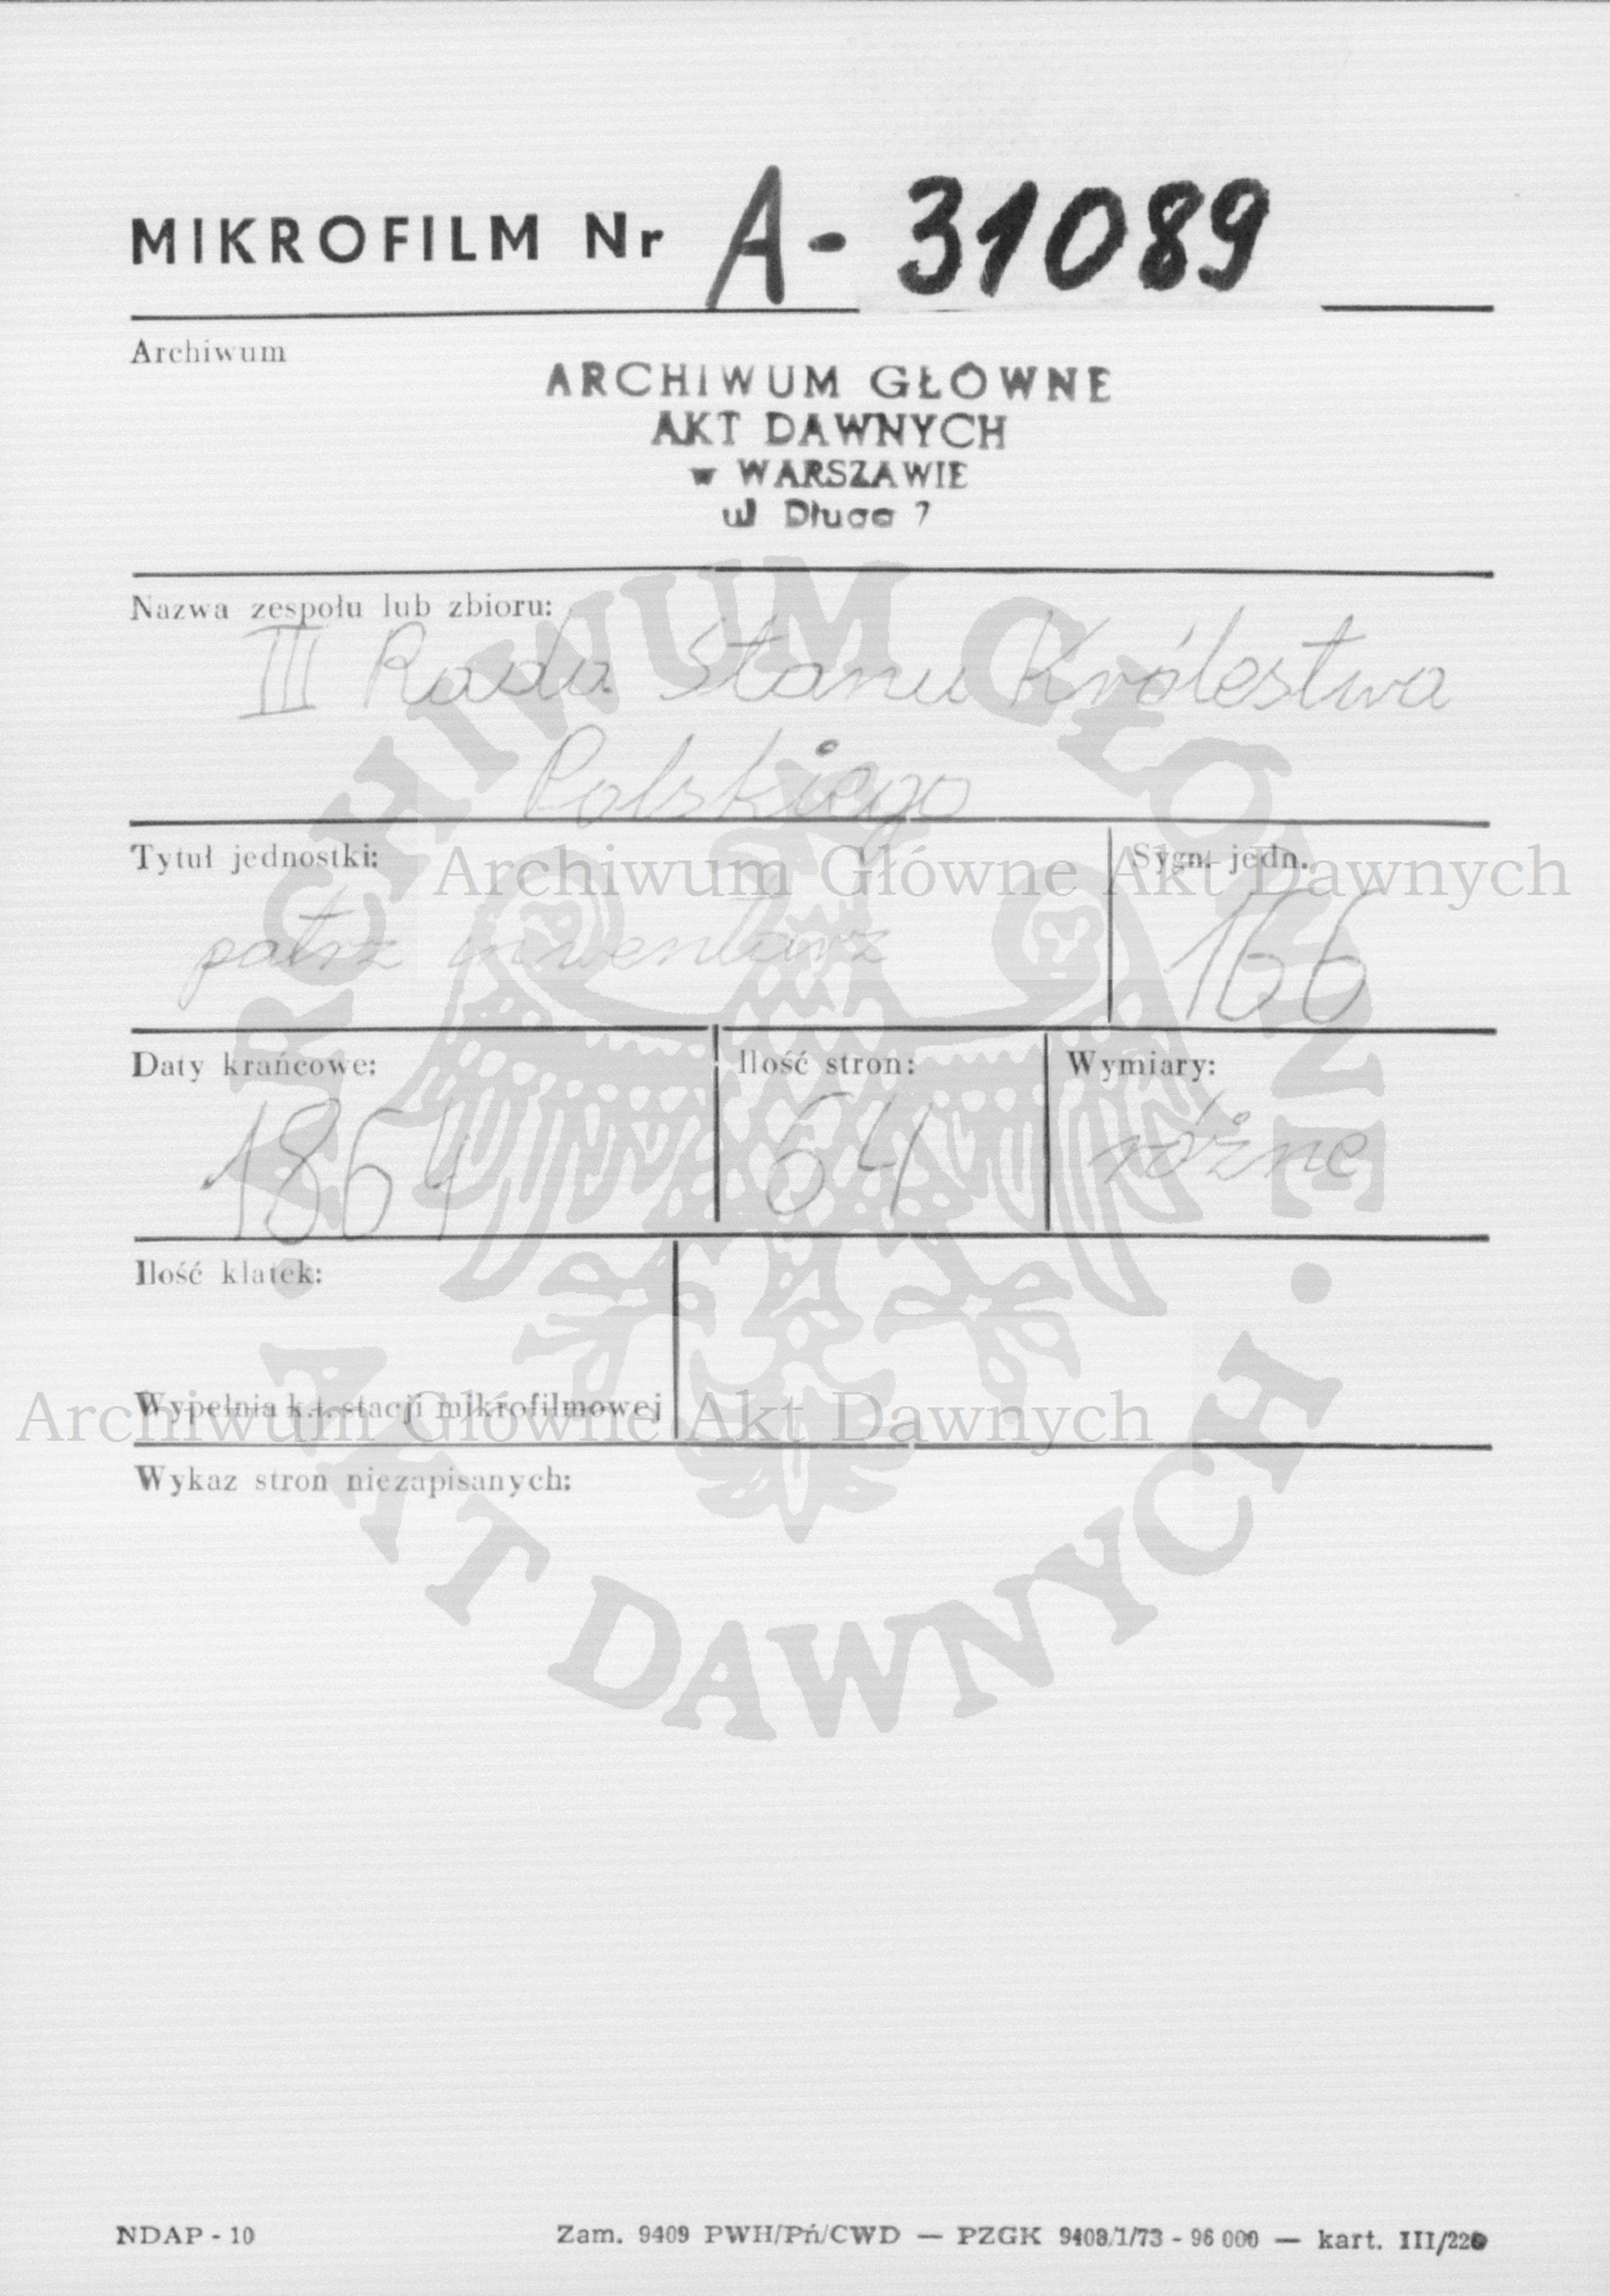 MIKROFILM Nr A- 31089
Archiwum
ARCHIWUM GŁÓWNE
AKT DAWNYCH
w WARSZAWIE
ul Długa 7
Nazwa zespołu lub zbioru:
III Rada Stanu Królestwa
Polskiego
Tytuł jednostki:
patrz inwentarz
Sygn. jedn.
166
Daty krańcowe:
1864
Ilość stron:
64
Wymiary:
różne
Ilość klatek:
Wypełnia k.t. stacji mikrofilmowej
Wykaz stron niezapisanych:
NDAP - 10
Zam. 9409 PWH/Pń/CWD — PZGK 9408/1/73 - 96 000 — kart. III/220
Archiwum Główne Akt Dawnych
Archiwum Główne Akt Dawnych
ARCHIWUM GŁÓWNE
· AKT DAWNYCH ·